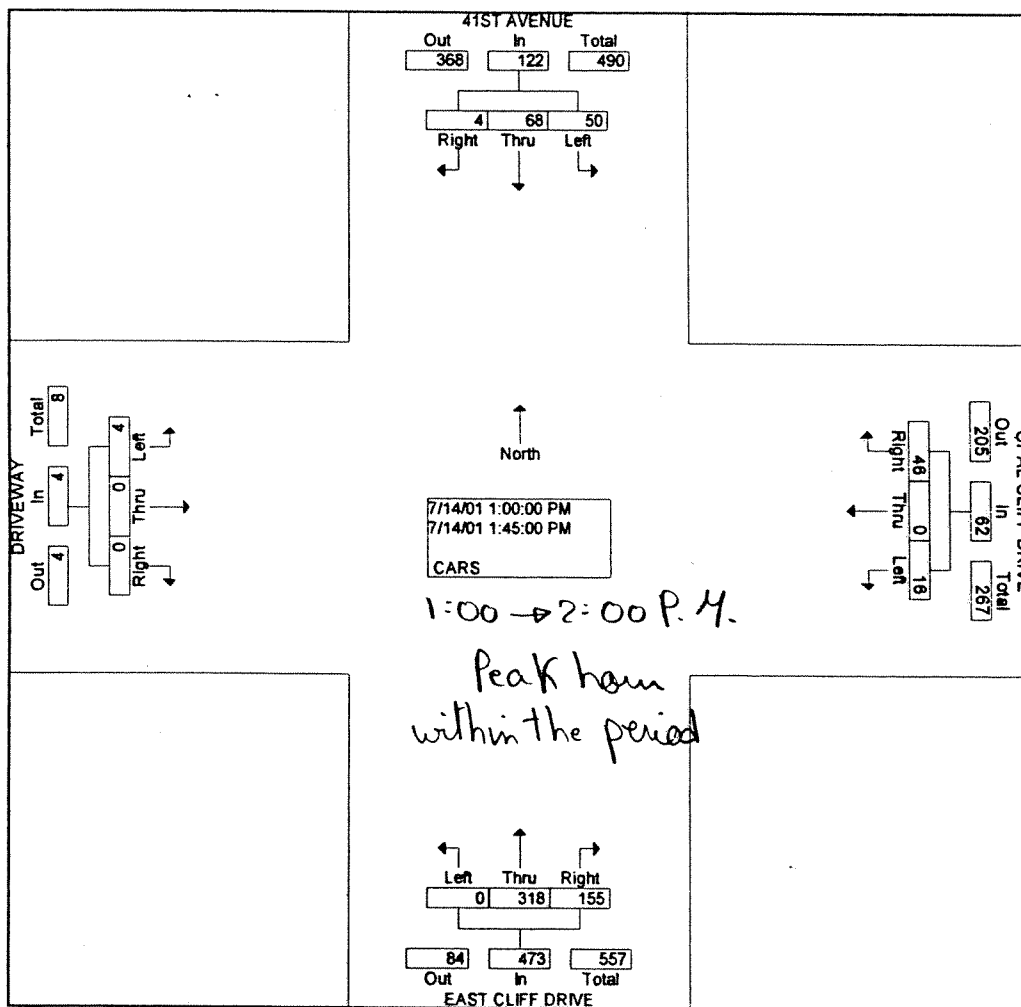 41ST AVENUE
Out In Total
368 122 490
4 68 50
Right Thru Left
North
7/14/01 1:00:00 PM
7/14/01 1:45:00 PM
CARS
1:00 → 2:00 P.M.
Peak hour
within the period
DRIVEWAY
Out In Total
4 4 8
Right Thru Left
0 0 4
CLIFF DRIVE
Out In Total
205 62 267
46 0 16
Right Thru Left
Left Thru Right
0 318 155
84 473 557
Out In Total
EAST CLIFF DRIVE